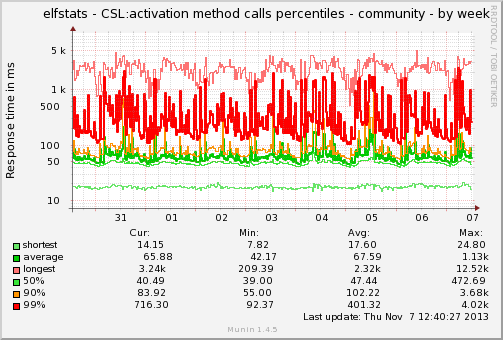 elfstats - CSL:activation method calls percentiles - community - by week
RRDTOOL / TOBI OETIKER
Response time in ms
5 k
1 k
500
100
50
10
31 01 02 03 04 05 06 07
Cur: Min: Avg: Max:
shortest 14.15 7.82 17.60 24.80
average 65.88 42.17 67.59 1.13k
longest 3.24k 209.39 2.32k 12.52k
50% 40.49 39.00 47.44 472.69
90% 83.92 55.00 102.22 3.68k
99% 716.30 92.37 401.32 4.02k
Last update: Thu Nov 7 12:40:27 2013
Munin 1.4.5